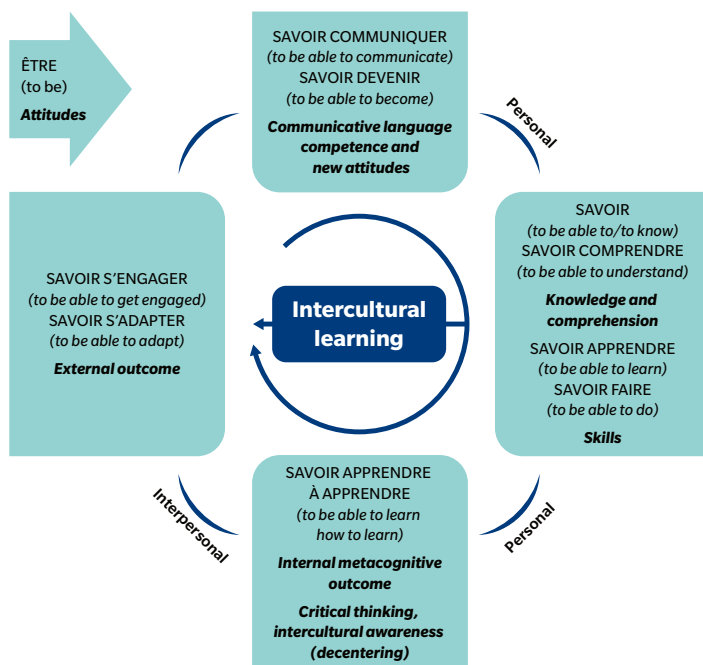 ÊTRE
(to be)
Attitudes
SAVOIR COMMUNIQUER
(to be able to communicate)
SAVOIR DEVENIR
(to be able to become)
Communicative language
competence and
new attitudes
Personal
SAVOIR
(to be able to/to know)
SAVOIR COMPRENDRE
(to be able to understand)
Knowledge and
comprehension
SAVOIR APPRENDRE
(to be able to learn)
SAVOIR FAIRE
(to be able to do)
Skills
Personal
SAVOIR APPRENDRE
À APPRENDRE
(to be able to learn
how to learn)
Internal metacognitive
outcome
Critical thinking,
intercultural awareness
(decentering)
Interpersonal
SAVOIR S’ENGAGER
(to be able to get engaged)
SAVOIR S’ADAPTER
(to be able to adapt)
External outcome
Intercultural
learning